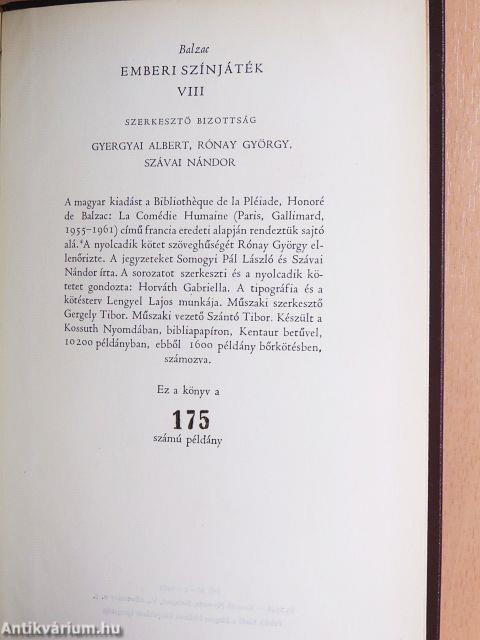 Balzac
EMBERI SZÍNJÁTÉK
VIII
SZERKESZTŐ BIZOTTSÁG
GYERGYAI ALBERT, RÓNAY GYÖRGY,
SZÁVAI NÁNDOR
A magyar kiadást a Bibliothèque de la Pléiade, Honoré
de Balzac: La Comédie Humaine (Paris, Gallimard,
1955–1961) című francia eredeti alapján rendeztük sajtó
alá. A nyolcadik kötet szöveghűségét Rónay György el-
lenőrizte. A jegyzeteket Somogyi Pál László és Szávai
Nándor írta. A sorozatot szerkeszti és a nyolcadik kö-
tetet gondozta: Horváth Gabriella. A tipográfia és a
kötésterv Lengyel Lajos munkája. Műszaki szerkesztő
Gergely Tibor. Műszaki vezető Szántó Tibor. Készült a
Kossuth Nyomdában, bibliapapíron, Kentaur betűvel,
10200 példányban, ebből 1600 példány bőrkötésben,
számozva.
Ez a könyv a
175
számú példány
Antikvárium.hu